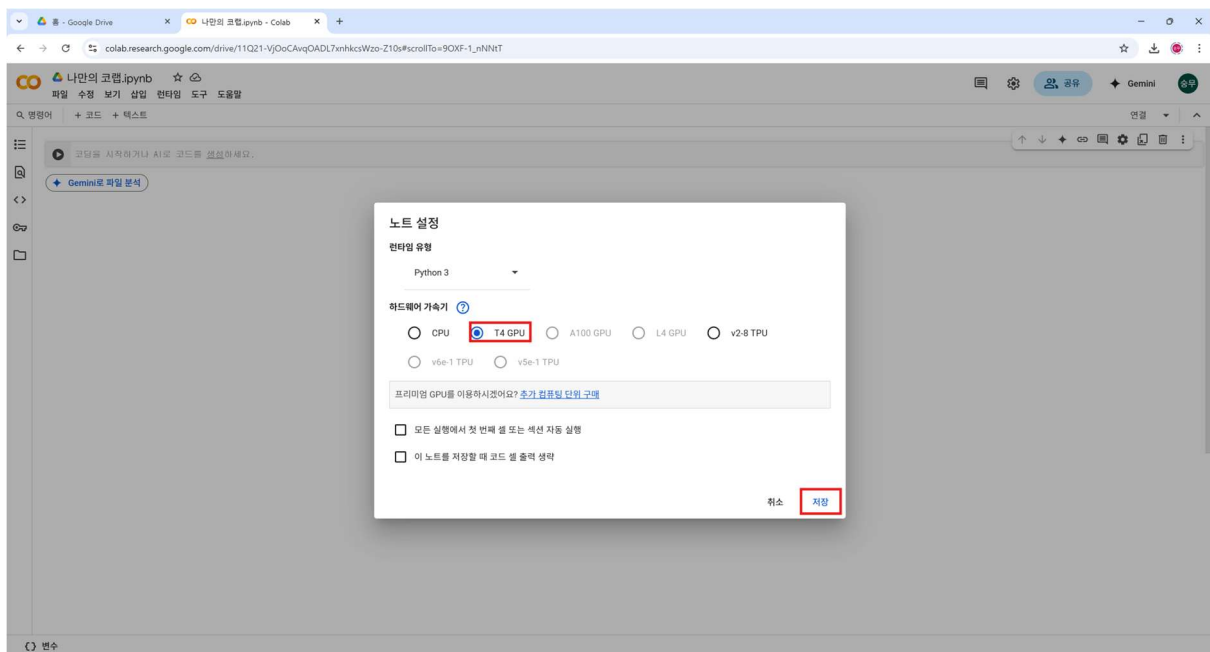 홈 - Google Drive
나만의 코랩.ipynb - Colab
colab.research.google.com/drive/11Q21-VjOoCAvqOADL7xnhkcsWzo-Z10s#scrollTo=9OXF-1_nNNtT
나만의 코랩.ipynb
공유
Gemini
승무
파일 수정 보기 삽입 런타임 도구 도움말
명령어 + 코드 + 텍스트
연결
코딩을 시작하거나 AI로 코드를 생성하세요.
Gemini로 파일 분석
노트 설정
런타임 유형
Python 3
하드웨어 가속기 ?
CPU T4 GPU A100 GPU L4 GPU v2-8 TPU
v6e-1 TPU v5e-1 TPU
프리미엄 GPU를 이용하시겠어요? 추가 컴퓨팅 단위 구매
모든 실행에서 첫 번째 셀 또는 섹션 자동 실행
이 노트를 저장할 때 코드 셀 출력 생략
취소 저장
{} 변수